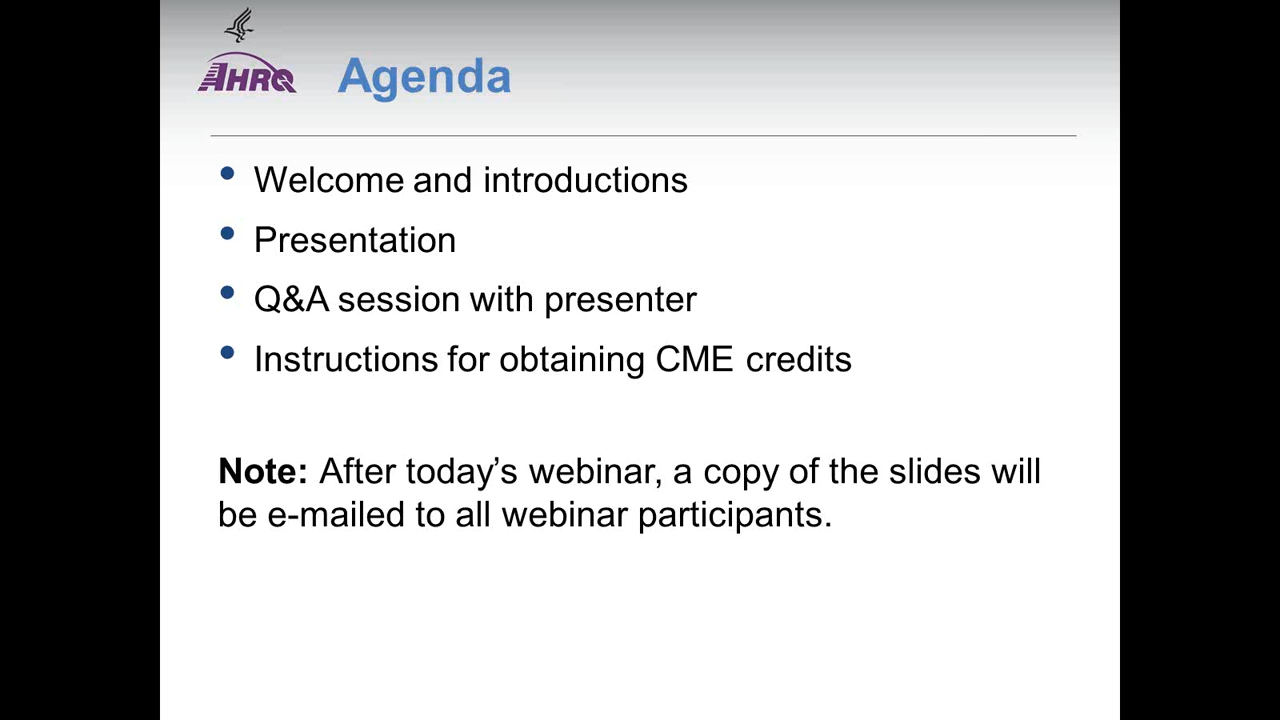 AHRQ
Agenda
• Welcome and introductions
• Presentation
• Q&A session with presenter
• Instructions for obtaining CME credits
Note: After today’s webinar, a copy of the slides will
be e-mailed to all webinar participants.